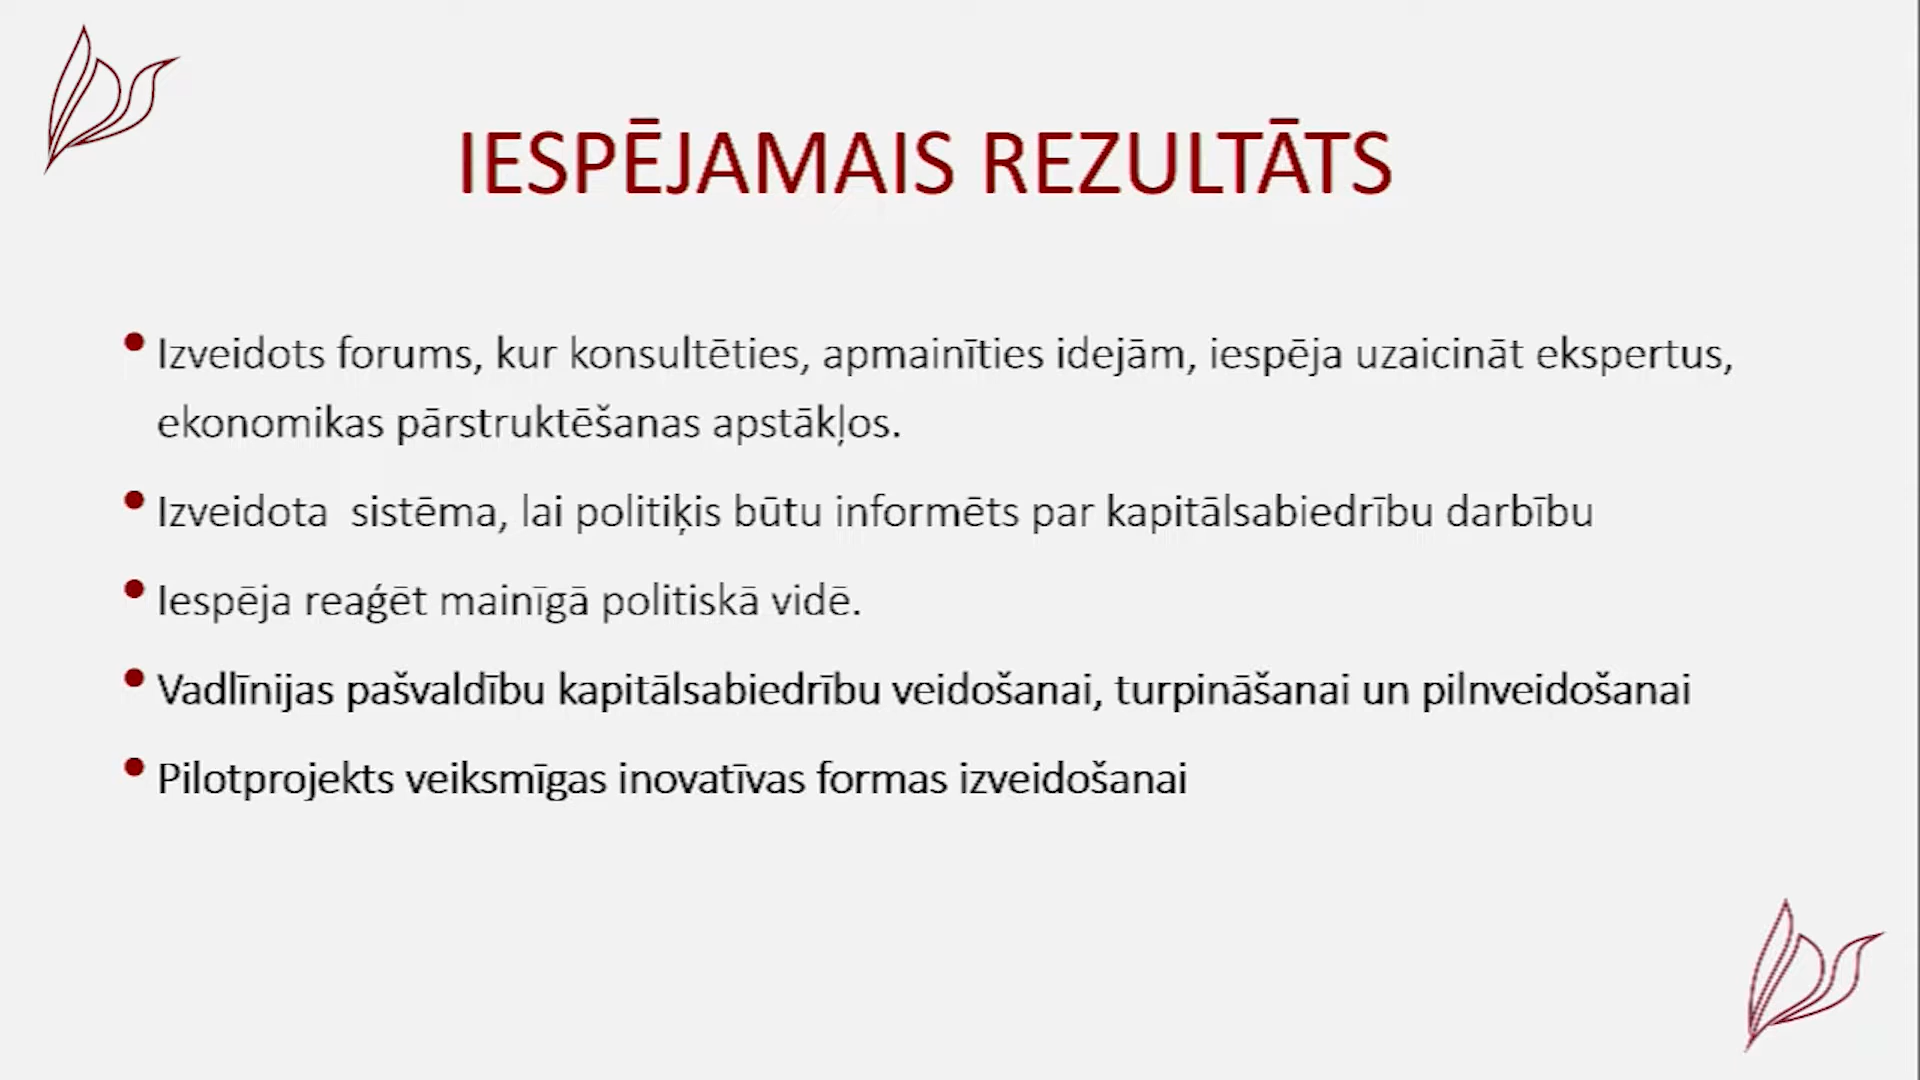 IESPĒJAMAIS REZULTĀTS
• Izveidots forums, kur konsultēties, apmainīties idejām, iespēja uzaicināt ekspertus,
ekonomikas pārstruktēšanas apstākļos.
• Izveidota sistēma, lai politiķis būtu informēts par kapitālsabiedrību darbību
• Iespēja reaģēt mainīgā politiskā vidē.
• Vadlīnijas pašvaldību kapitālsabiedrību veidošanai, turpināšanai un pilnveidošanai
• Pilotprojekts veiksmīgas inovatīvas formas izveidošanai